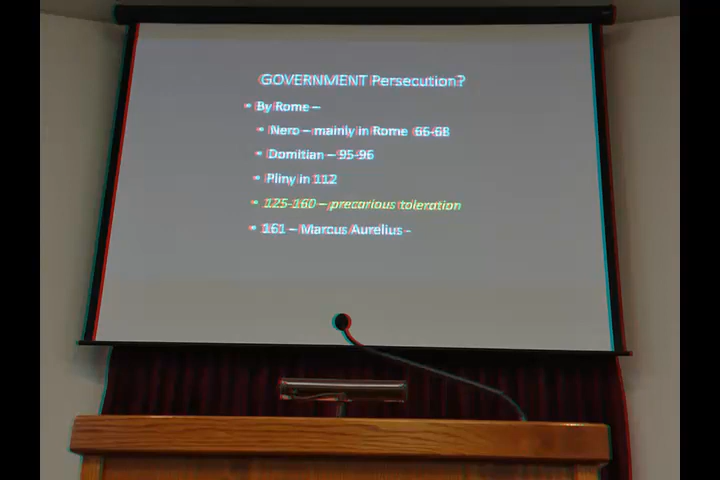 GOVERNMENT Persecution?
• By Rome –
• Nero – mainly in Rome 66-68
• Domitian – 95-96
• Pliny in 112
• 125-160 – precarious toleration
• 161 – Marcus Aurelius -